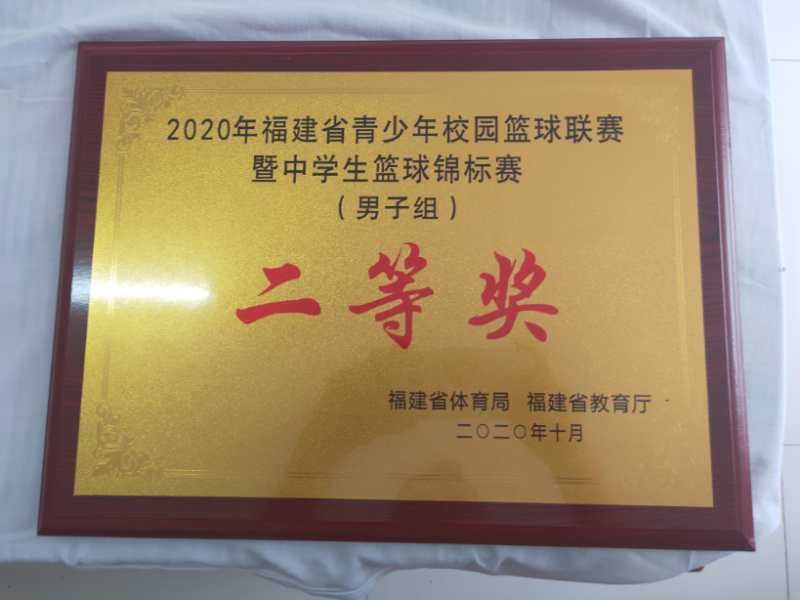 2020年福建省青少年校园篮球联赛
暨中学生篮球锦标赛
（男子组）
二等奖
福建省体育局 福建省教育厅
二〇二〇年十月